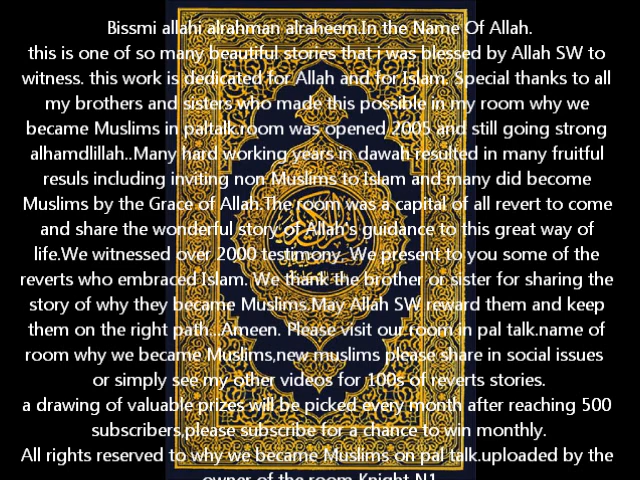 Bissmi allahi alrahman alraheem.In the Name Of Allah.
this is one of so many beautiful stories that i was blessed by Allah SW to
witness. this work is dedicated for Allah and for Islam. Special thanks to all
my brothers and sisters who made this possible in my room why we
became Muslims in paltalk.room was opened 2005 and still going strong
alhamdlillah..Many hard working years in dawah resulted in many fruitful
resuls including inviting non Muslims to Islam and many did become
Muslims by the Grace of Allah.The room was a capital of all revert to come
and share the wonderful story of Allah's guidance to this great way of
life.We witnessed over 2000 testimony. We present to you some of the
reverts who embraced Islam. We thank the brother or sister for sharing the
story of why they became Muslims.May Allah SW reward them and keep
them on the right path...Ameen. Please visit our room in pal talk.name of
room why we became Muslims,new muslims please share in social issues
or simply see my other videos for 100s of reverts stories.
a drawing of valuable prizes will be picked every month after reaching 500
subscribers,please subscribe for a chance to win monthly.
All rights reserved to why we became Muslims on pal talk.uploaded by the
owner of the room Knight N1